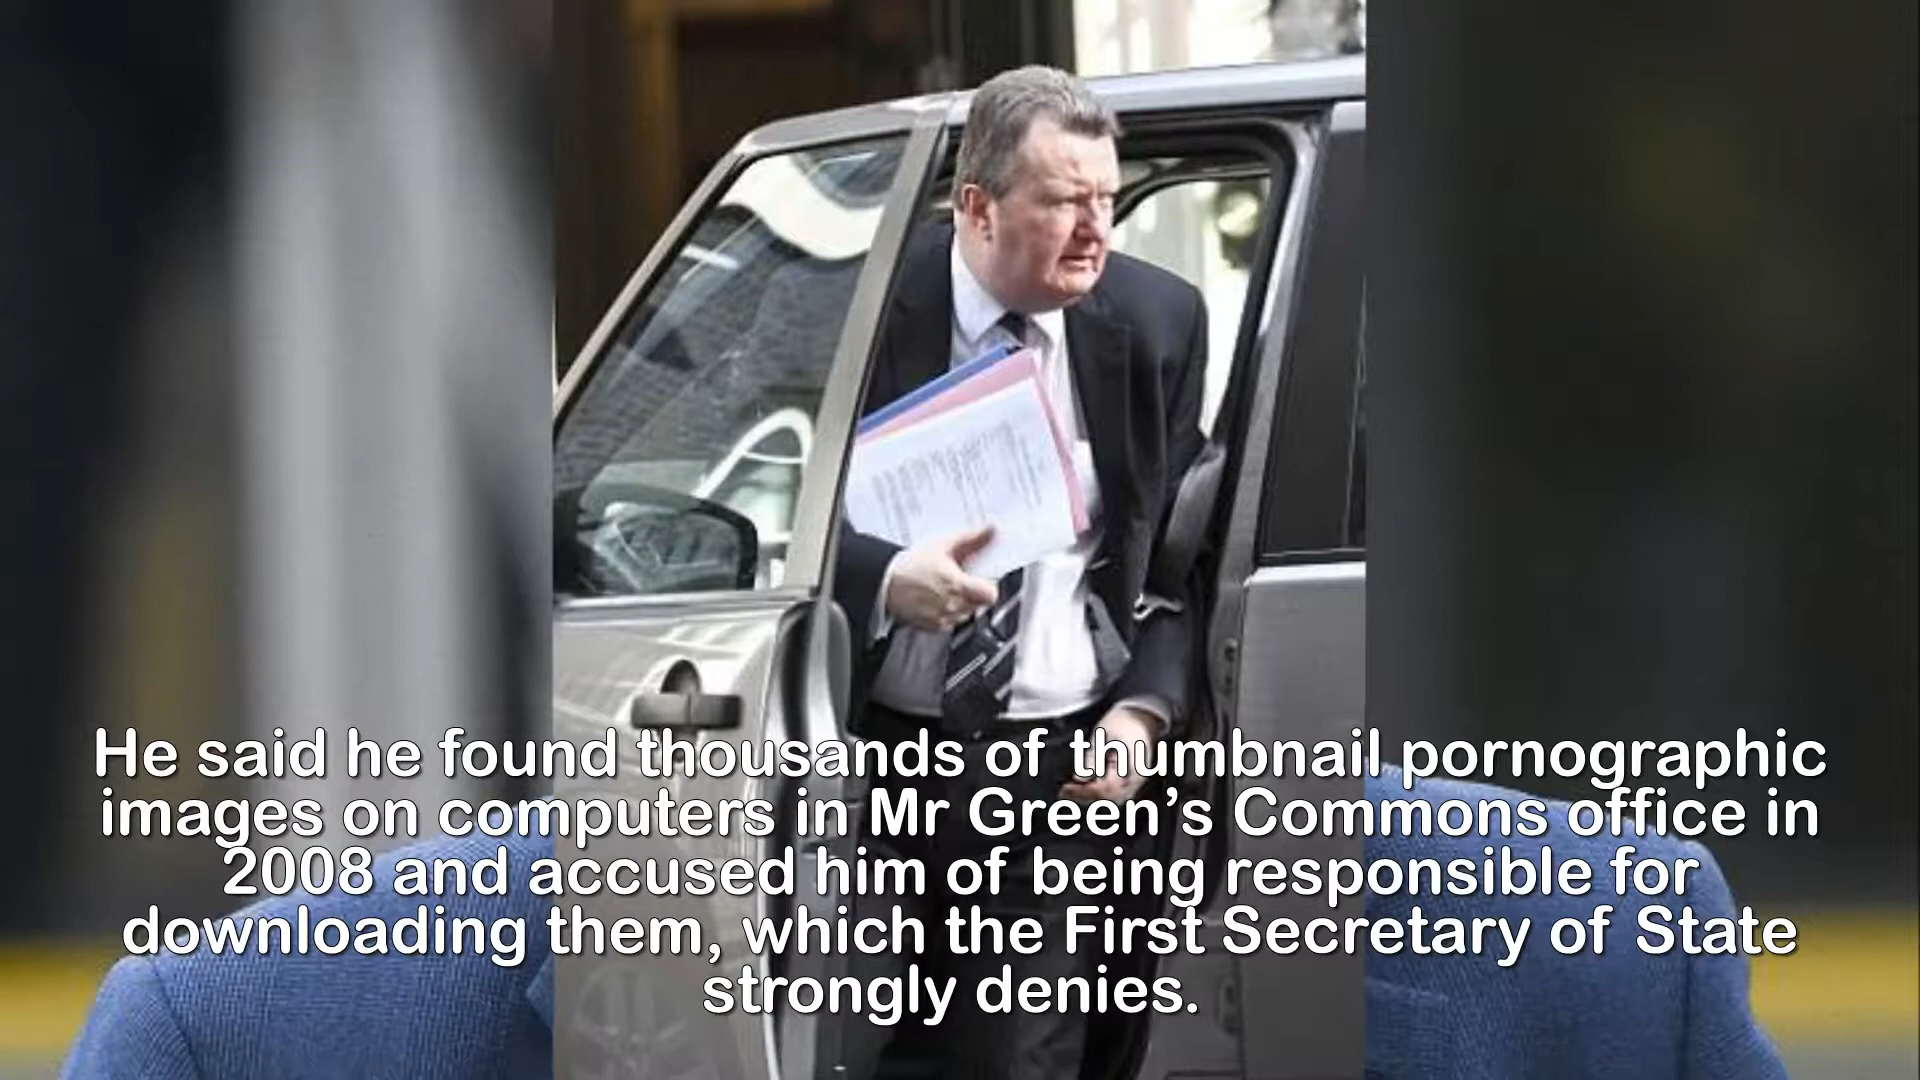 He said he found thousands of thumbnail pornographic
images on computers in Mr Green’s Commons office in
2008 and accused him of being responsible for
downloading them, which the First Secretary of State
strongly denies.